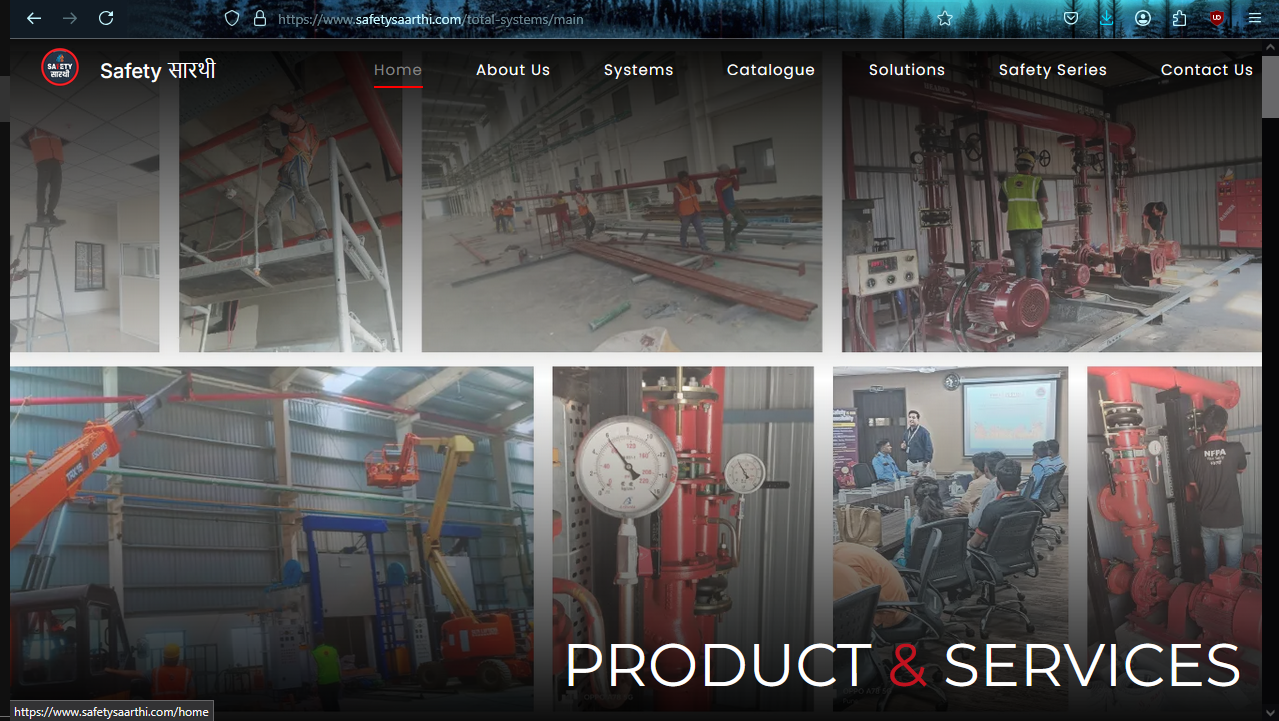 https://www.safetysaarthi.com/total-systems/main
SAFETY
सारथी
Safety सारथी
Home
About Us
Systems
Catalogue
Solutions
Safety Series
Contact Us
NFPA
PRODUCT & SERVICES
https://www.safetysaarthi.com/home